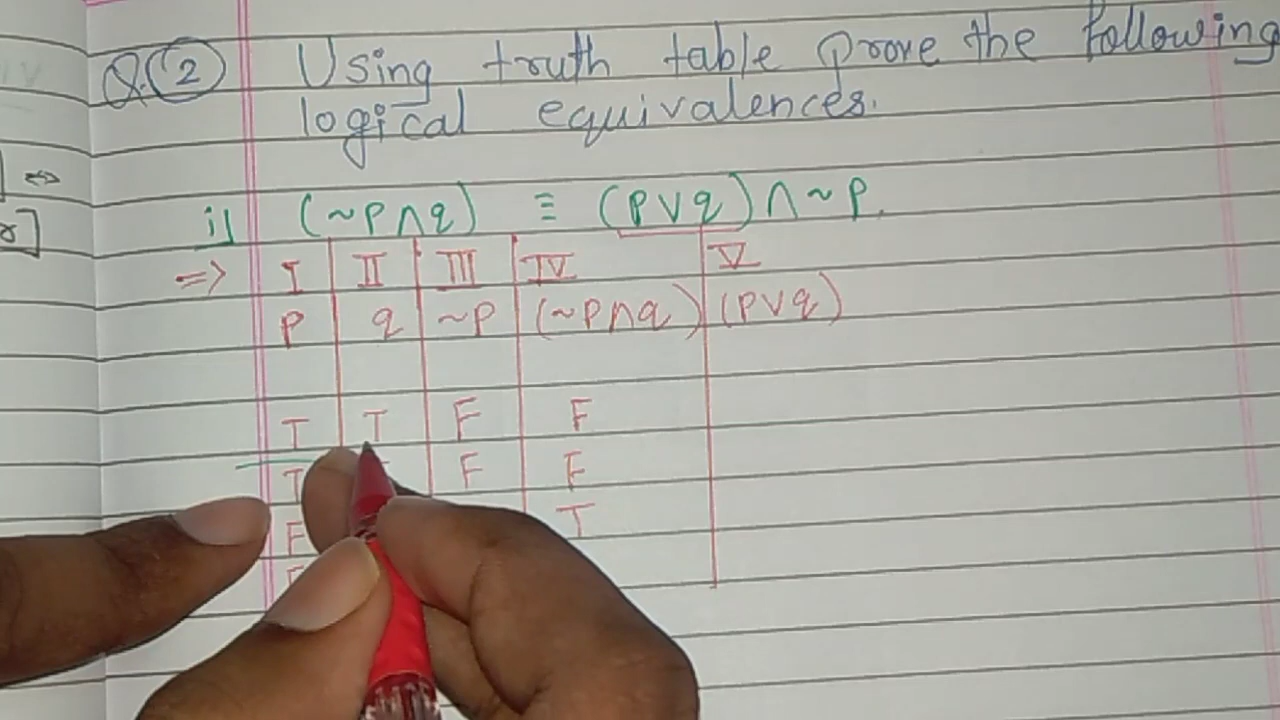 Q.(2) Using truth table prove the following
logical equivalences.
i] (~P∧q) ≡ (P∨q)∧~P.
=> I II III IV V
P q ~P (~P∧q) (P∨q)
T T F F
T F F
F T